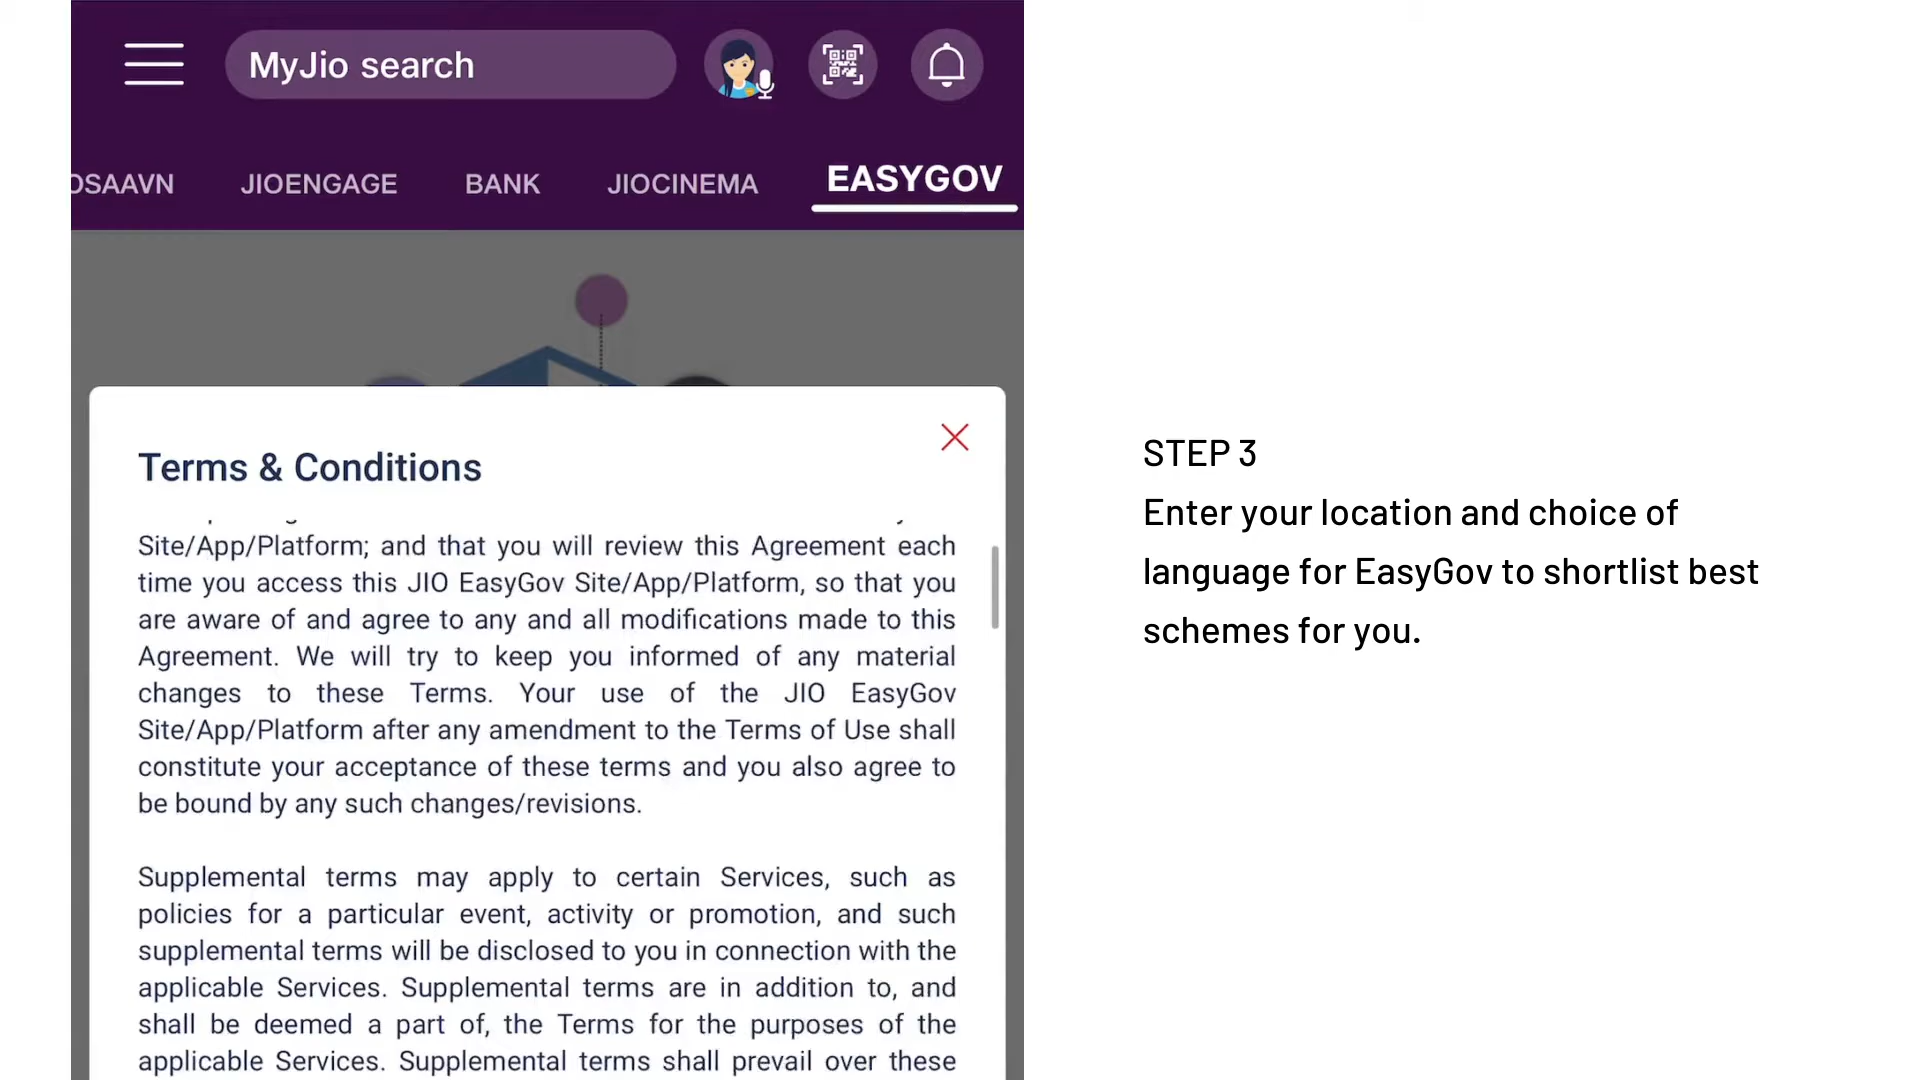 MyJio search
OSAAVN JIOENGAGE BANK JIOCINEMA EASYGOV
Terms & Conditions
Site/App/Platform; and that you will review this Agreement each
time you access this JIO EasyGov Site/App/Platform, so that you
are aware of and agree to any and all modifications made to this
Agreement. We will try to keep you informed of any material
changes to these Terms. Your use of the JIO EasyGov
Site/App/Platform after any amendment to the Terms of Use shall
constitute your acceptance of these terms and you also agree to
be bound by any such changes/revisions.
Supplemental terms may apply to certain Services, such as
policies for a particular event, activity or promotion, and such
supplemental terms will be disclosed to you in connection with the
applicable Services. Supplemental terms are in addition to, and
shall be deemed a part of, the Terms for the purposes of the
applicable Services. Supplemental terms shall prevail over these
STEP 3
Enter your location and choice of
language for EasyGov to shortlist best
schemes for you.